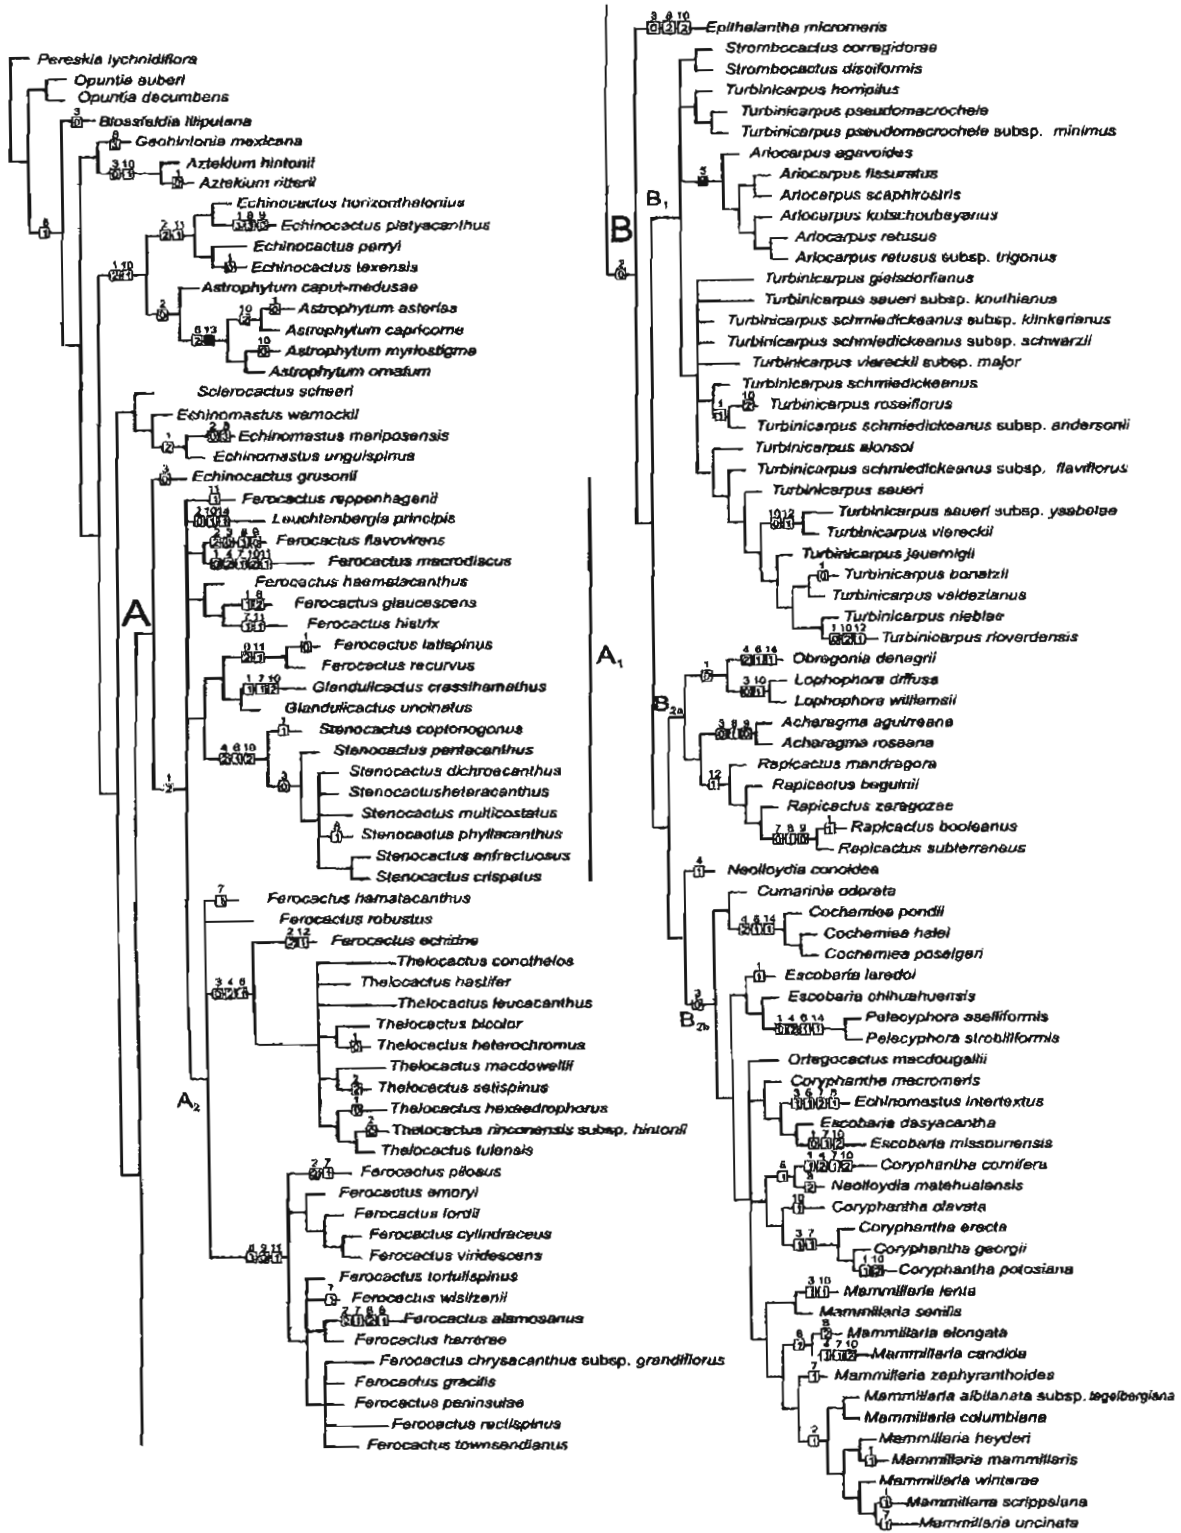 Pereskia lychnidiflora
Opuntia auberi
Opuntia decumbens
Blossfeldia liliputana
Geohintonia mexicana
Aztekium hintonii
Aztekium ritteri
Echinocactus horizonthalonius
Echinocactus platyacanthus
Echinocactus parryi
Echinocactus texensis
Astrophytum caput-medusae
Astrophytum asterias
Astrophytum capricorne
Astrophytum myriostigma
Astrophytum ornatum
Sclerocactus scheeri
Echinomastus warnockii
Echinomastus mariposensis
Echinomastus unguispinus
Echinocactus grusonii
A
Ferocactus reppenhagenii
Leuchtenbergia principis
Ferocactus flavovirens
Ferocactus macrodiscus
Ferocactus haematacanthus
Ferocactus glaucescens
Ferocactus histrix
Ferocactus latispinus
Ferocactus recurvus
A1
Glandulicactus crassihamathus
Glandulicactus uncinatus
Stenocactus coptonogonus
Stenocactus pentacanthus
Stenocactus dichroacanthus
Stenocactusheteracanthus
Stenocactus multicostatus
Stenocactus phyllacanthus
Stenocactus anfractuosus
Stenocactus crispatus
Ferocactus hamatacanthus
Ferocactus robustus
Ferocactus echidne
Thelocactus conothelos
Thelocactus hastifer
Thelocactus leucacanthus
Thelocactus bicolor
Thelocactus heterochromus
Thelocactus macdowellii
Thelocactus setispinus
A2
Thelocactus hexaedrophorus
Thelocactus rinconensis subsp. hintonii
Thelocactus tulensis
Ferocactus pilosus
Ferocactus emoryi
Ferocactus fordii
Ferocactus cylindraceus
Ferocactus viridescens
Ferocactus tortulispinus
Ferocactus wislizenii
Ferocactus alamosanus
Ferocactus herrerae
Ferocactus chrysacanthus subsp. grandiflorus
Ferocactus gracilis
Ferocactus peninsulae
Ferocactus rectispinus
Ferocactus townsendianus
Epithelantha micromeris
Strombocactus corregidorae
Strombocactus disciformis
Turbinicarpus horripilus
Turbinicarpus pseudomacrochele
Turbinicarpus pseudomacrochele subsp. minimus
Ariocarpus agavoides
Ariocarpus fissuratus
Ariocarpus scaphirostris
B1
Ariocarpus kotschoubeyanus
B
Ariocarpus retusus
Ariocarpus retusus subsp. trigonus
Turbinicarpus gielsdorfianus
Turbinicarpus saueri subsp. knuthianus
Turbinicarpus schmiedickeanus subsp. klinkerianus
Turbinicarpus schmiedickeanus subsp. schwarzii
Turbinicarpus viereckii subsp. major
Turbinicarpus schmiedickeanus
Turbinicarpus roseiflorus
Turbinicarpus schmiedickeanus subsp. andersonii
Turbinicarpus alonsoi
Turbinicarpus schmiedickeanus subsp. flaviflorus
Turbinicarpus saueri
Turbinicarpus saueri subsp. ysabelae
Turbinicarpus viereckii
Turbinicarpus jauernigii
Turbinicarpus bonatzii
Turbinicarpus valdezianus
Turbinicarpus nieblae
Turbinicarpus rioverdensis
Obregonia denegrii
Lophophora diffusa
Lophophora williamsii
B2a
Acharagma aguirreana
Acharagma roseana
Rapicactus mandragora
Rapicactus beguinii
Rapicactus zaragozae
Rapicactus booleanus
Rapicactus subterraneus
Neolloydia conoidea
Cumarinia odorata
Cochemiea pondii
Cochemiea halei
Cochemiea poselgeri
Escobaria laredoi
Escobaria chihuahuensis
B2b
Pelecyphora aselliformis
Pelecyphora strobiliformis
Ortegocactus macdougallii
Coryphantha macromeris
Echinomastus intertextus
Escobaria dasyacantha
Escobaria missouriensis
Coryphantha cornifera
Neolloydia matehualensis
Coryphantha clavata
Coryphantha erecta
Coryphantha georgii
Coryphantha potosiana
Mammillaria lenta
Mammillaria senilis
Mammillaria elongata
Mammillaria candida
Mammillaria zephyranthoides
Mammillaria albilanata subsp. tegelbergiana
Mammillaria columbiana
Mammillaria heyderi
Mammillaria mammillaris
Mammillaria winterae
Mammillaria scrippsiana
Mammillaria uncinata